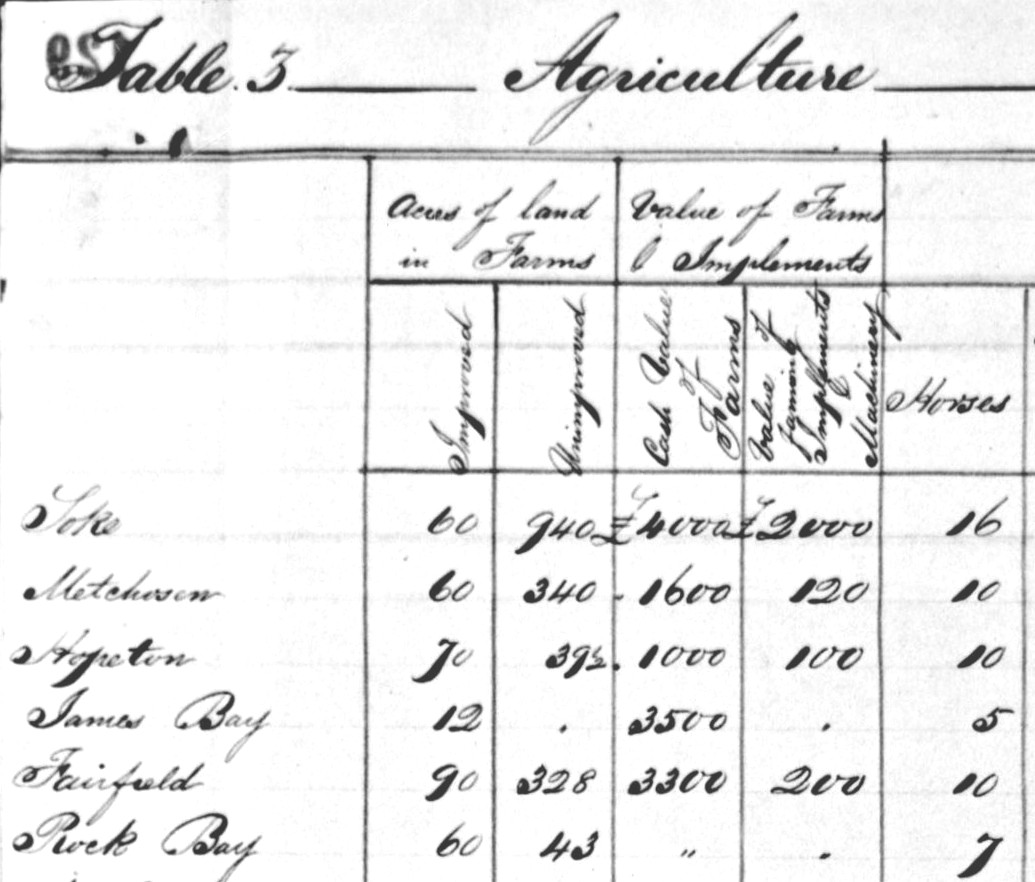 Table 3 Agriculture
Acres of land Value of Farms
in Farms & Implements
Improved Unimproved Cash Value of Farms Value of Farming Implements Machinery Horses
Soke 60 940 £4000 £2000 16
Metchosen 60 340 . 1600 120 10
Hopeton 70 392. 1000 100 10
James Bay 12 . 3500 . 5
Fairfield 90 328 3300 200 10
Rock Bay 60 43 " . 7